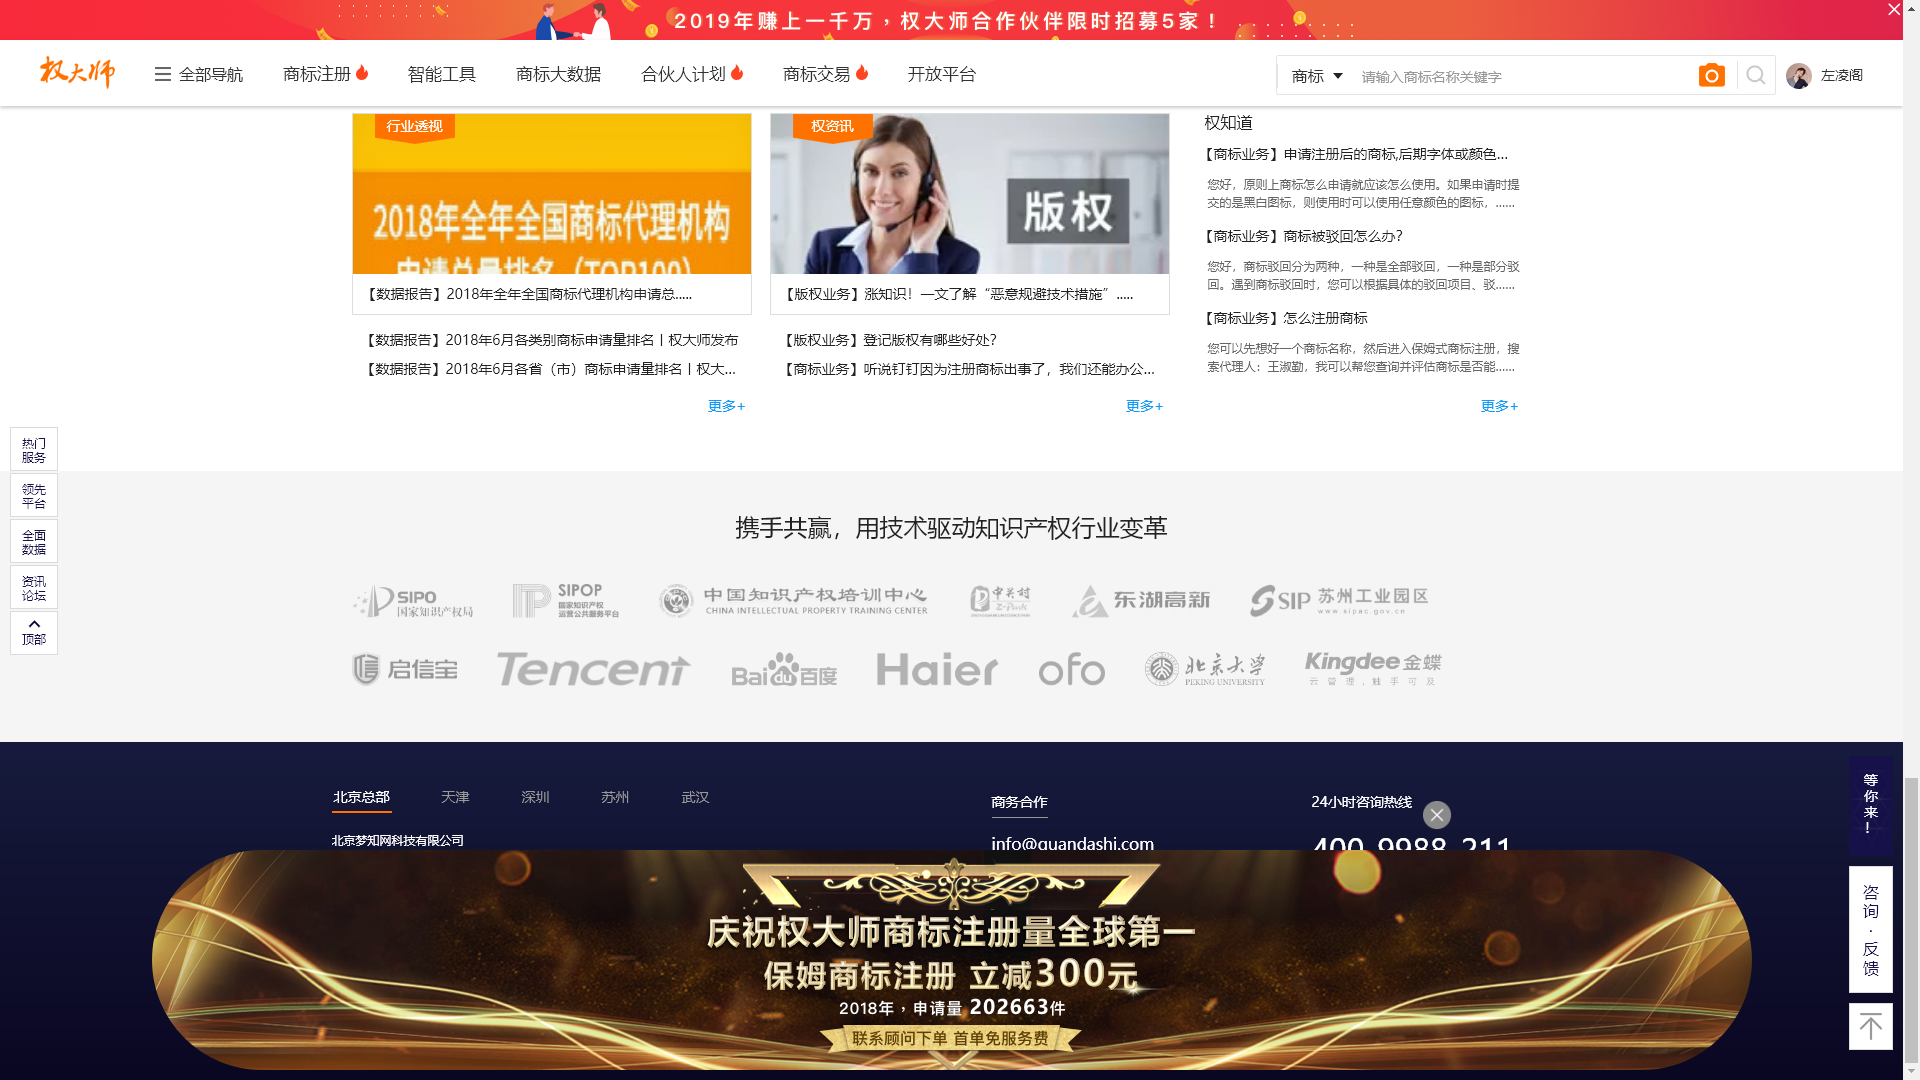 2019年赚上一千万，权大师合作伙伴限时招募5家！
权大师
全部导航
商标注册
智能工具
商标大数据
合伙人计划
商标交易
开放平台
商标
请输入商标名称关键字
左凌阁
行业透视
2018年全年全国商标代理机构
申请总量排名（TOP100）
【数据报告】2018年全年全国商标代理机构申请总.....
【数据报告】2018年6月各类别商标申请量排名丨权大师发布
【数据报告】2018年6月各省（市）商标申请量排名丨权大...
更多+
权资讯
版权
【版权业务】涨知识！一文了解“恶意规避技术措施”.....
【版权业务】登记版权有哪些好处？
【商标业务】听说钉钉因为注册商标出事了，我们还能办公...
更多+
权知道
【商标业务】申请注册后的商标,后期字体或颜色...
您好，原则上商标怎么申请就应该怎么使用。如果申请时提
交的是黑白图标，则使用时可以使用任意颜色的图标，......
【商标业务】商标被驳回怎么办？
您好，商标驳回分为两种，一种是全部驳回，一种是部分驳
回。遇到商标驳回时，您可以根据具体的驳回项目、驳......
【商标业务】怎么注册商标
您可以先想好一个商标名称，然后进入保姆式商标注册，搜
索代理人：王淑勤，我可以帮您查询并评估商标是否能......
更多+
热门
服务
领先
平台
全面
数据
资讯
论坛
顶部
携手共赢，用技术驱动知识产权行业变革
SIPO
国家知识产权局
SIPOP
国家知识产权
运营公共服务平台
中国知识产权培训中心
CHINA INTELLECTUAL PROPERTY TRAINING CENTER
中关村
Z-Park
东湖高新
SIP 苏州工业园区
www.sipac.gov.cn
启信宝
Tencent
Baidu百度
Haier
ofo
北京大学
PEKING UNIVERSITY
Kingdee金蝶
云管理，触手可及
北京总部
天津
深圳
苏州
武汉
北京梦知网科技有限公司
商务合作
info@quandashi.com
24小时咨询热线
400-9988-211
等你来！
咨询·反馈
庆祝权大师商标注册量全球第一
保姆商标注册 立减300元
2018年，申请量 202663件
联系顾问下单 首单免服务费